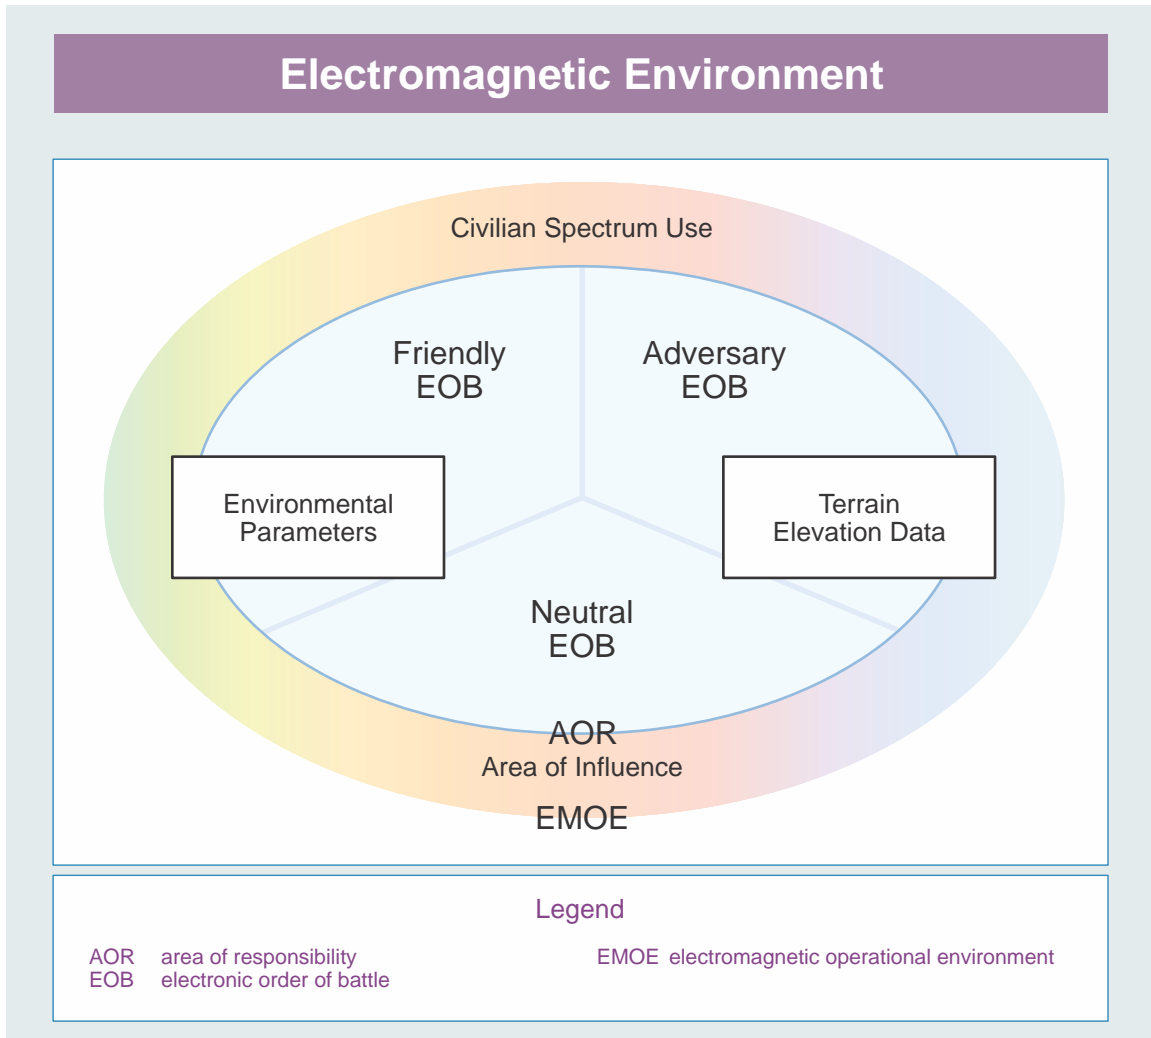 Electromagnetic Environment
Civilian Spectrum Use
Friendly
EOB
Adversary
EOB
Environmental
Parameters
Terrain
Elevation Data
Neutral
EOB
AOR
Area of Influence
EMOE
Legend
AOR area of responsibility
EOB electronic order of battle
EMOE electromagnetic operational environment